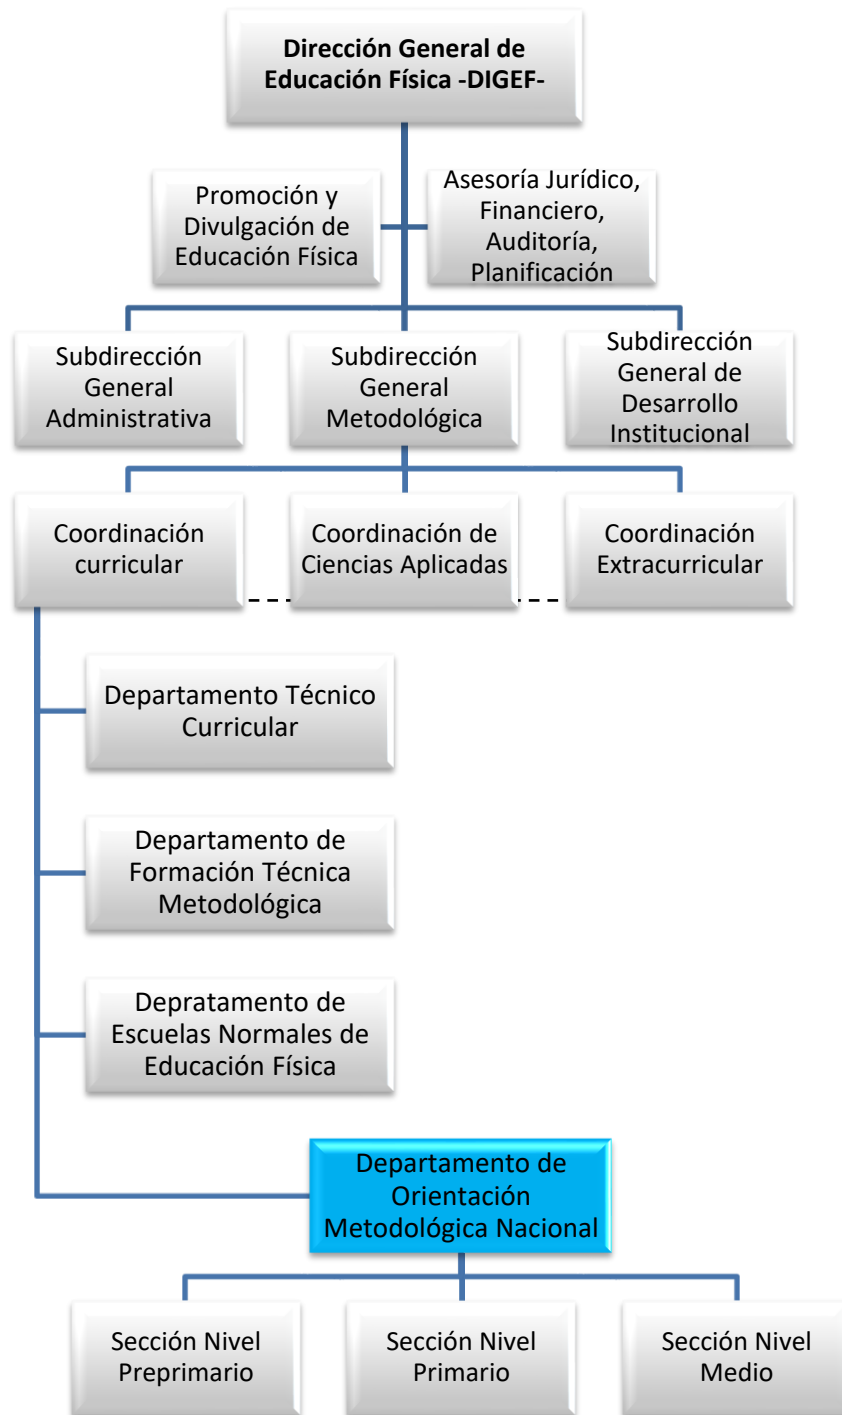 Dirección General de
Educación Física -DIGEF-
Promoción y
Divulgación de
Educación Física
Asesoría Jurídico,
Financiero,
Auditoría,
Planificación
Subdirección
General
Administrativa
Subdirección
General
Metodológica
Subdirección
General de
Desarrollo
Institucional
Coordinación
curricular
Coordinación de
Ciencias Aplicadas
Coordinación
Extracurricular
Departamento Técnico
Curricular
Departamento de
Formación Técnica
Metodológica
Depratamento de
Escuelas Normales de
Educación Física
Departamento de
Orientación
Metodológica Nacional
Sección Nivel
Preprimario
Sección Nivel
Primario
Sección Nivel
Medio